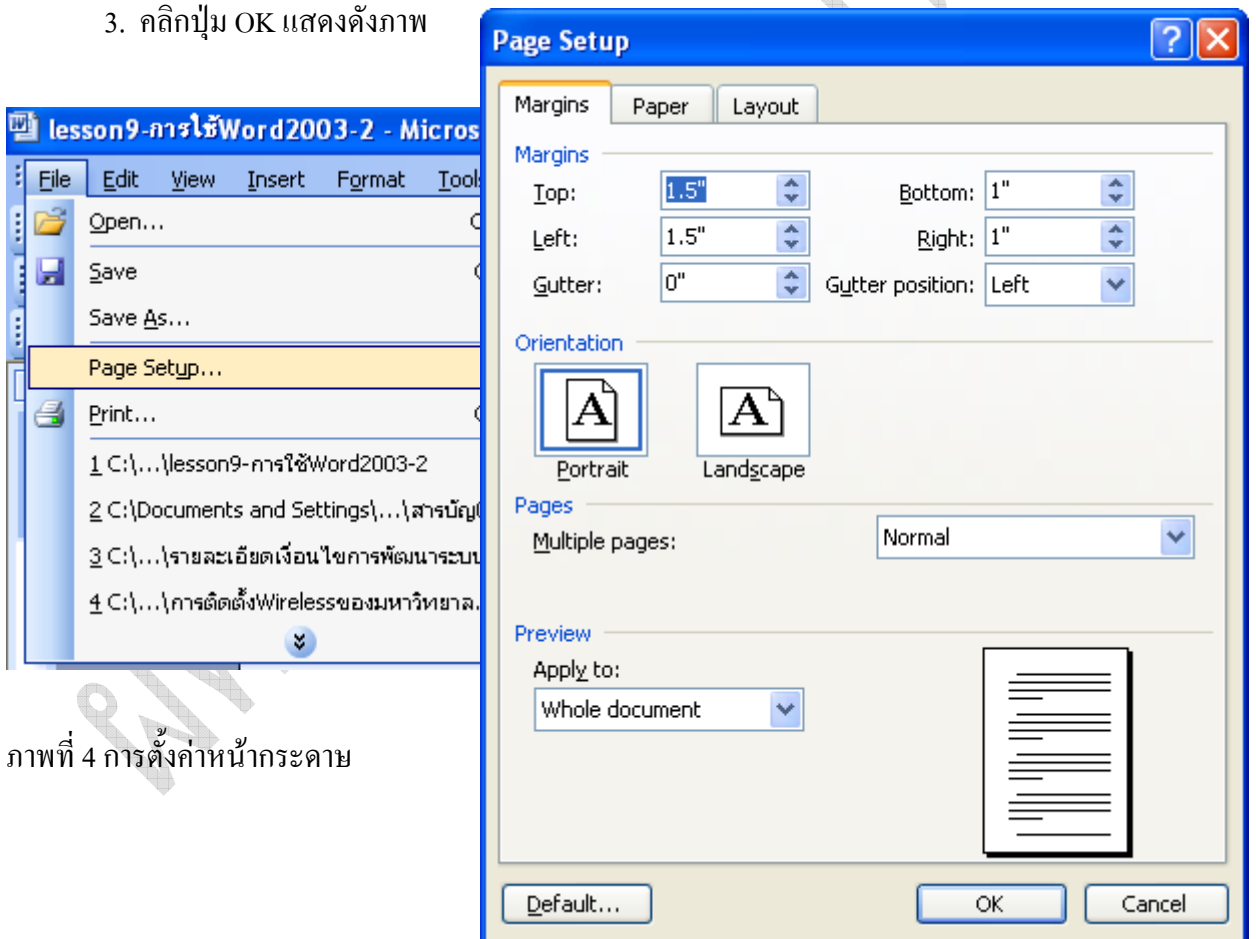 3. คลิกปุ่ม OK แสดงดังภาพ
lesson9-การใช้Word2003-2 - Micros
File Edit View Insert Format Tool
Open...
Save
Save As...
Page Setup...
Print...
1 C:\...\lesson9-การใช้Word2003-2
2 C:\Documents and Settings\...\สารบัญ
3 C:\...\รายละเอียดเงื่อนไขการพัฒนาระบบ
4 C:\...\การติดตั้งWirelessของมหาวิทยาล.
ภาพที่ 4 การตั้งค่าหน้ากระดาษ
Page Setup
Margins Paper Layout
Margins
Top: 1.5" Bottom: 1"
Left: 1.5" Right: 1"
Gutter: 0" Gutter position: Left
Orientation
A A
Portrait Landscape
Pages
Multiple pages: Normal
Preview
Apply to:
Whole document
Default... OK Cancel